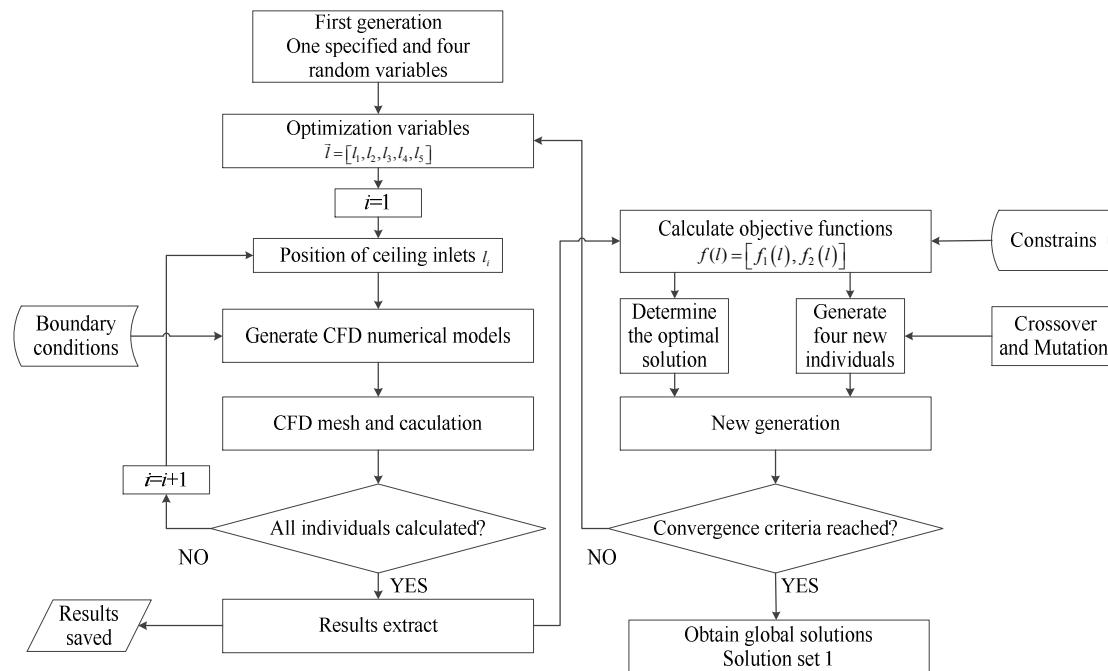 First generation
One specified and four
random variables
Optimization variables
l⃗ = [l₁, l₂, l₃, l₄, l₅]
i=1
Position of ceiling inlets lᵢ
Boundary
conditions
Generate CFD numerical models
CFD mesh and caculation
i=i+1
All individuals calculated?
NO
YES
Results
saved
Results extract
Calculate objective functions
f(l) = [f₁(l), f₂(l)]
Constrains
Determine
the optimal
solution
Generate
four new
individuals
Crossover
and Mutation
New generation
Convergence criteria reached?
NO
YES
Obtain global solutions
Solution set 1